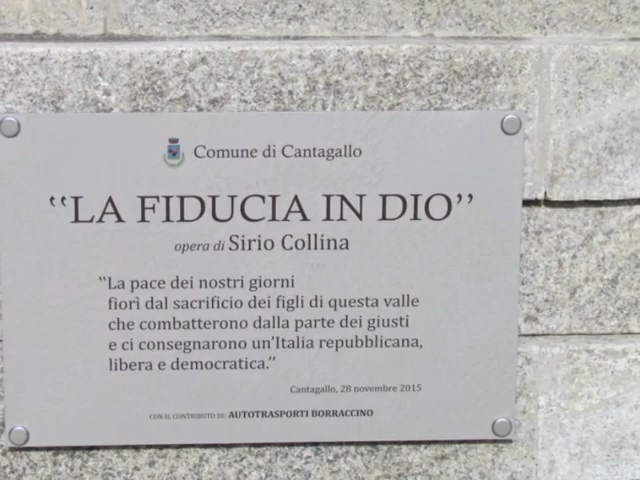 Comune di Cantagallo
“LA FIDUCIA IN DIO”
opera di Sirio Collina
“La pace dei nostri giorni
fiorì dal sacrificio dei figli di questa valle
che combatterono dalla parte dei giusti
e ci consegnarono un’Italia repubblicana,
libera e democratica.”
Cantagallo, 28 novembre 2015
CON IL CONTRIBUTO DI: AUTOTRASPORTI BORRACCINO